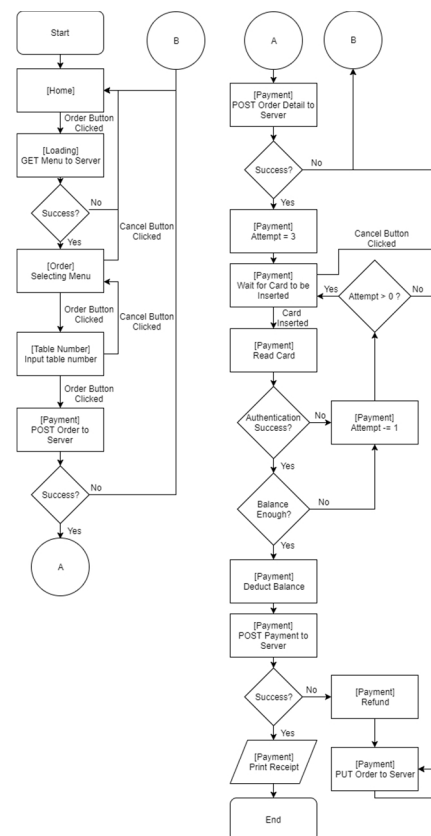 Start
[Home]
Order Button
Clicked
[Loading]
GET Menu to Server
Success?
No
Yes
Cancel Button
Clicked
[Order]
Selecting Menu
Order Button
Clicked
Cancel Button
Clicked
[Table Number]
Input table number
Order Button
Clicked
[Payment]
POST Order to
Server
Success?
No
Yes
A
B
A
B
[Payment]
POST Order Detail to
Server
Success?
No
Yes
[Payment]
Attempt = 3
Cancel Button
Clicked
[Payment]
Wait for Card to be
Inserted
Yes
Attempt > 0 ?
No
Card
Inserted
[Payment]
Read Card
Authentication
Success?
No
[Payment]
Attempt -= 1
Yes
Balance
Enough?
No
Yes
[Payment]
Deduct Balance
[Payment]
POST Payment to
Server
Success?
No
[Payment]
Refund
Yes
[Payment]
Print Receipt
[Payment]
PUT Order to Server
End